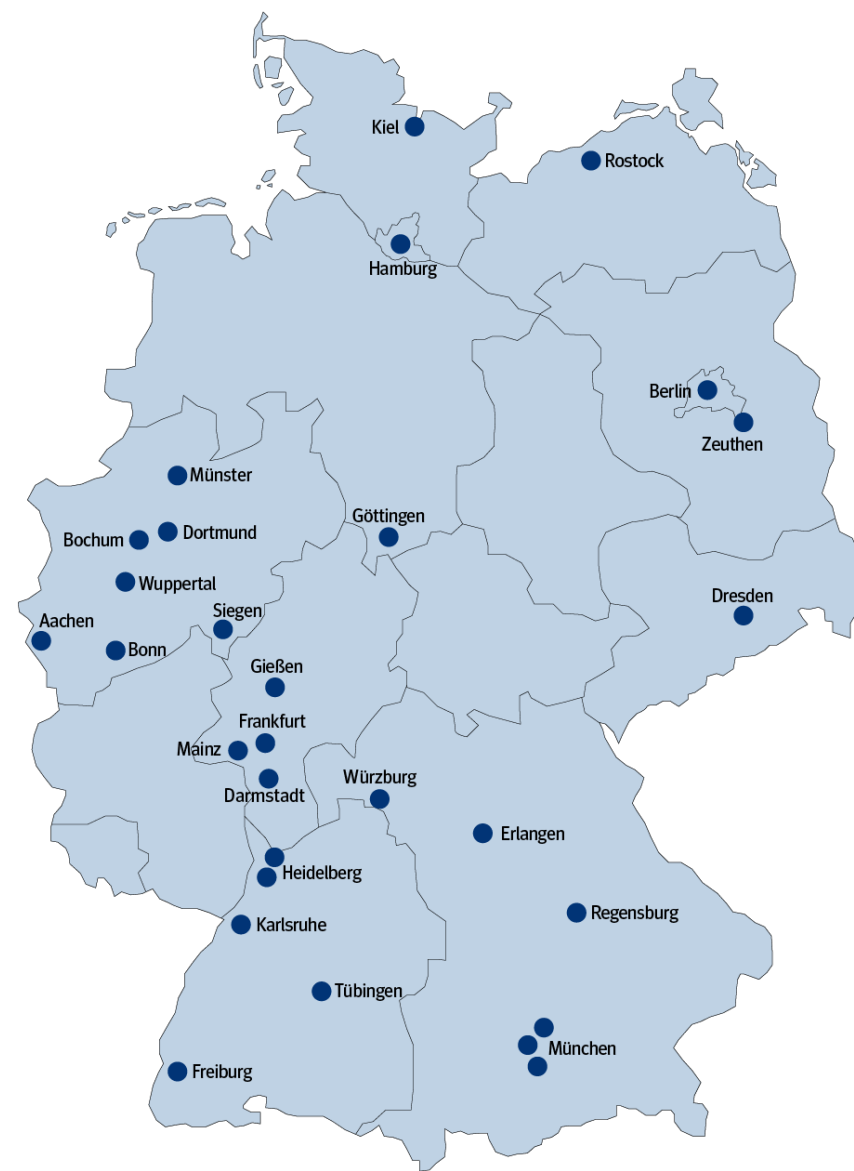 Kiel
Rostock
Hamburg
Berlin
Zeuthen
Münster
Göttingen
Dortmund
Bochum
Wuppertal
Dresden
Siegen
Aachen
Bonn
Gießen
Frankfurt
Mainz
Würzburg
Darmstadt
Erlangen
Heidelberg
Regensburg
Karlsruhe
Tübingen
München
Freiburg